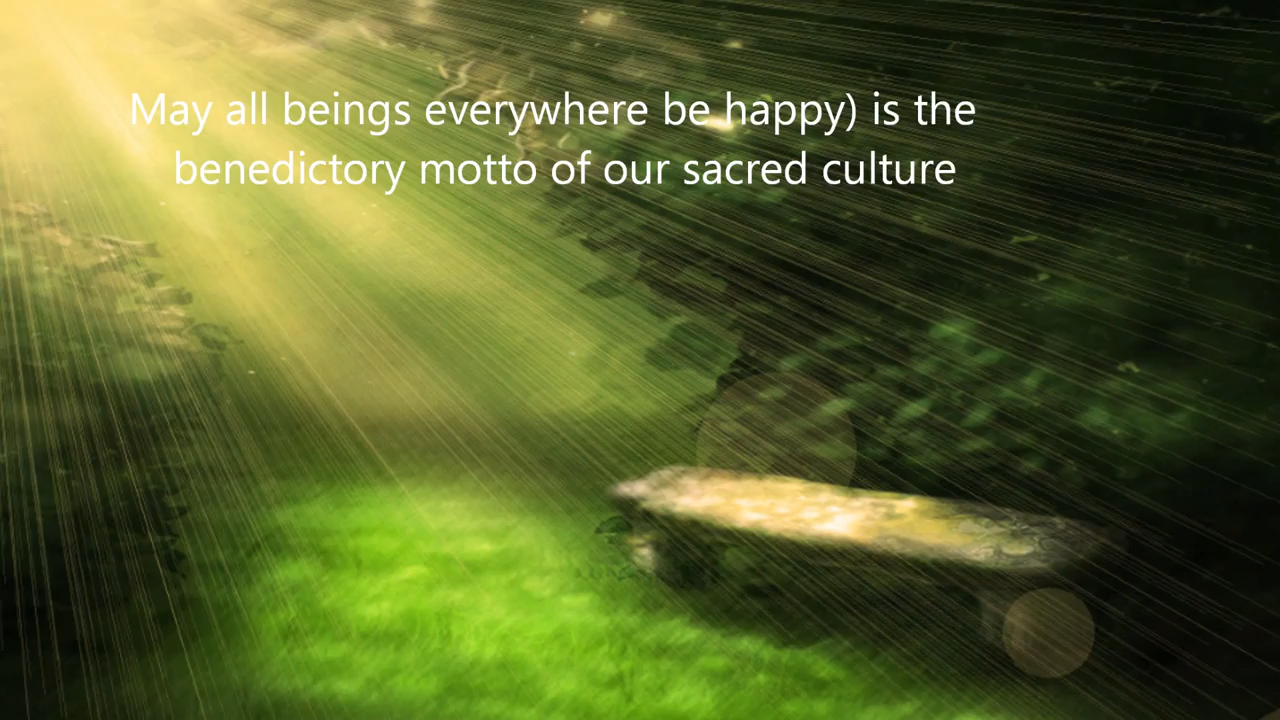 May all beings everywhere be happy) is the
benedictory motto of our sacred culture